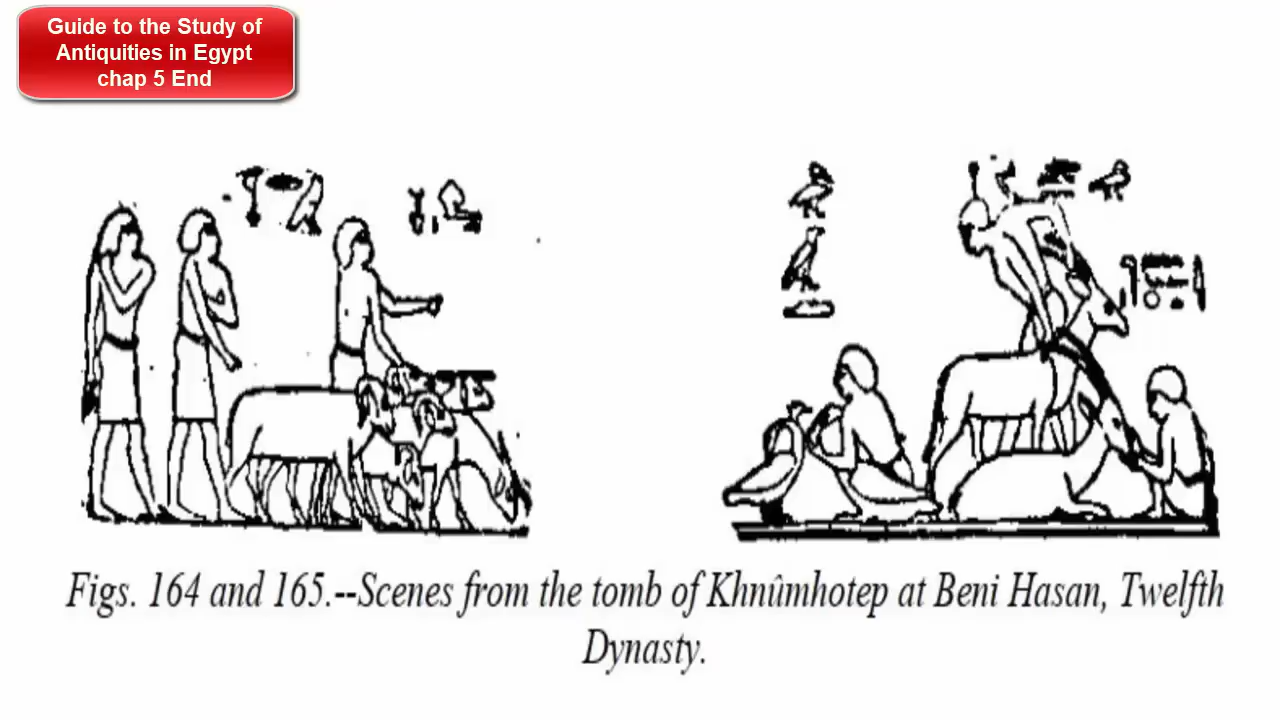 Guide to the Study of
Antiquities in Egypt
chap 5 End
Figs. 164 and 165.--Scenes from the tomb of Khnûmhotep at Beni Hasan, Twelfth
Dynasty.